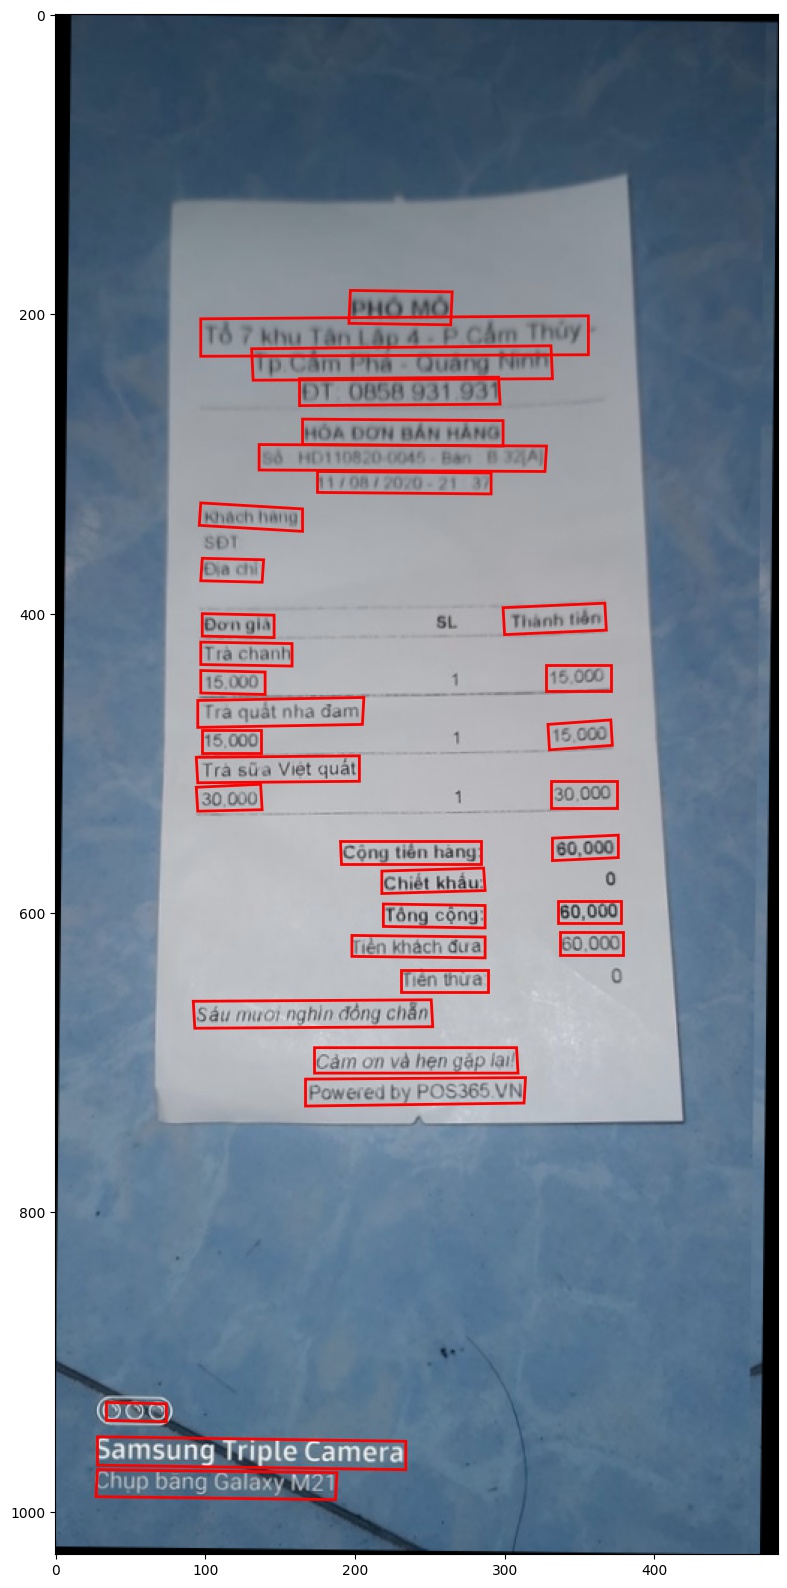 PHỐ MỎ
Tổ 7 khu Tân Lập 4 - P.Cẩm Thủy -
Tp.Cẩm Phả - Quảng Ninh
ĐT: 0858.931.931
HÓA ĐƠN BÁN HÀNG
Số : HD110820-0045 - Bàn : B 32[A]
11 / 08 / 2020 - 21 : 37
Khách hàng
SĐT
Địa chỉ
Đơn giá SL Thành tiền
Trà chanh
15,000 1 15,000
Trà quất nha đam
15,000 1 15,000
Trà sữa Việt quất
30,000 1 30,000
Cộng tiền hàng: 60,000
Chiết khấu: 0
Tổng cộng: 60,000
Tiền khách đưa: 60,000
Tiền thừa: 0
Sáu mươi nghìn đồng chẵn
Cảm ơn và hẹn gặp lại!
Powered by POS365.VN
Samsung Triple Camera
Chụp bằng Galaxy M21
0
200
400
600
800
1000
0 100 200 300 400